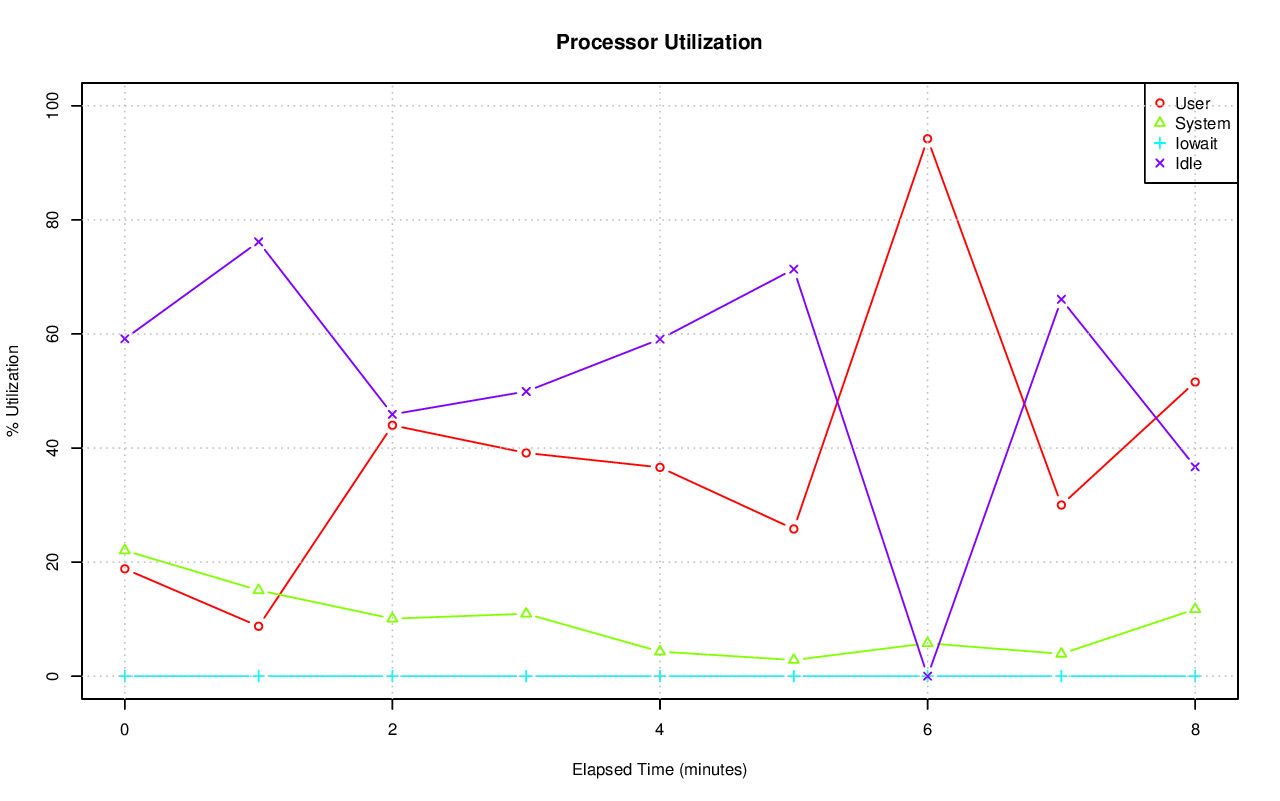 Processor Utilization
User
System
Iowait
Idle
% Utilization
100
80
60
40
20
0
0 2 4 6 8
Elapsed Time (minutes)